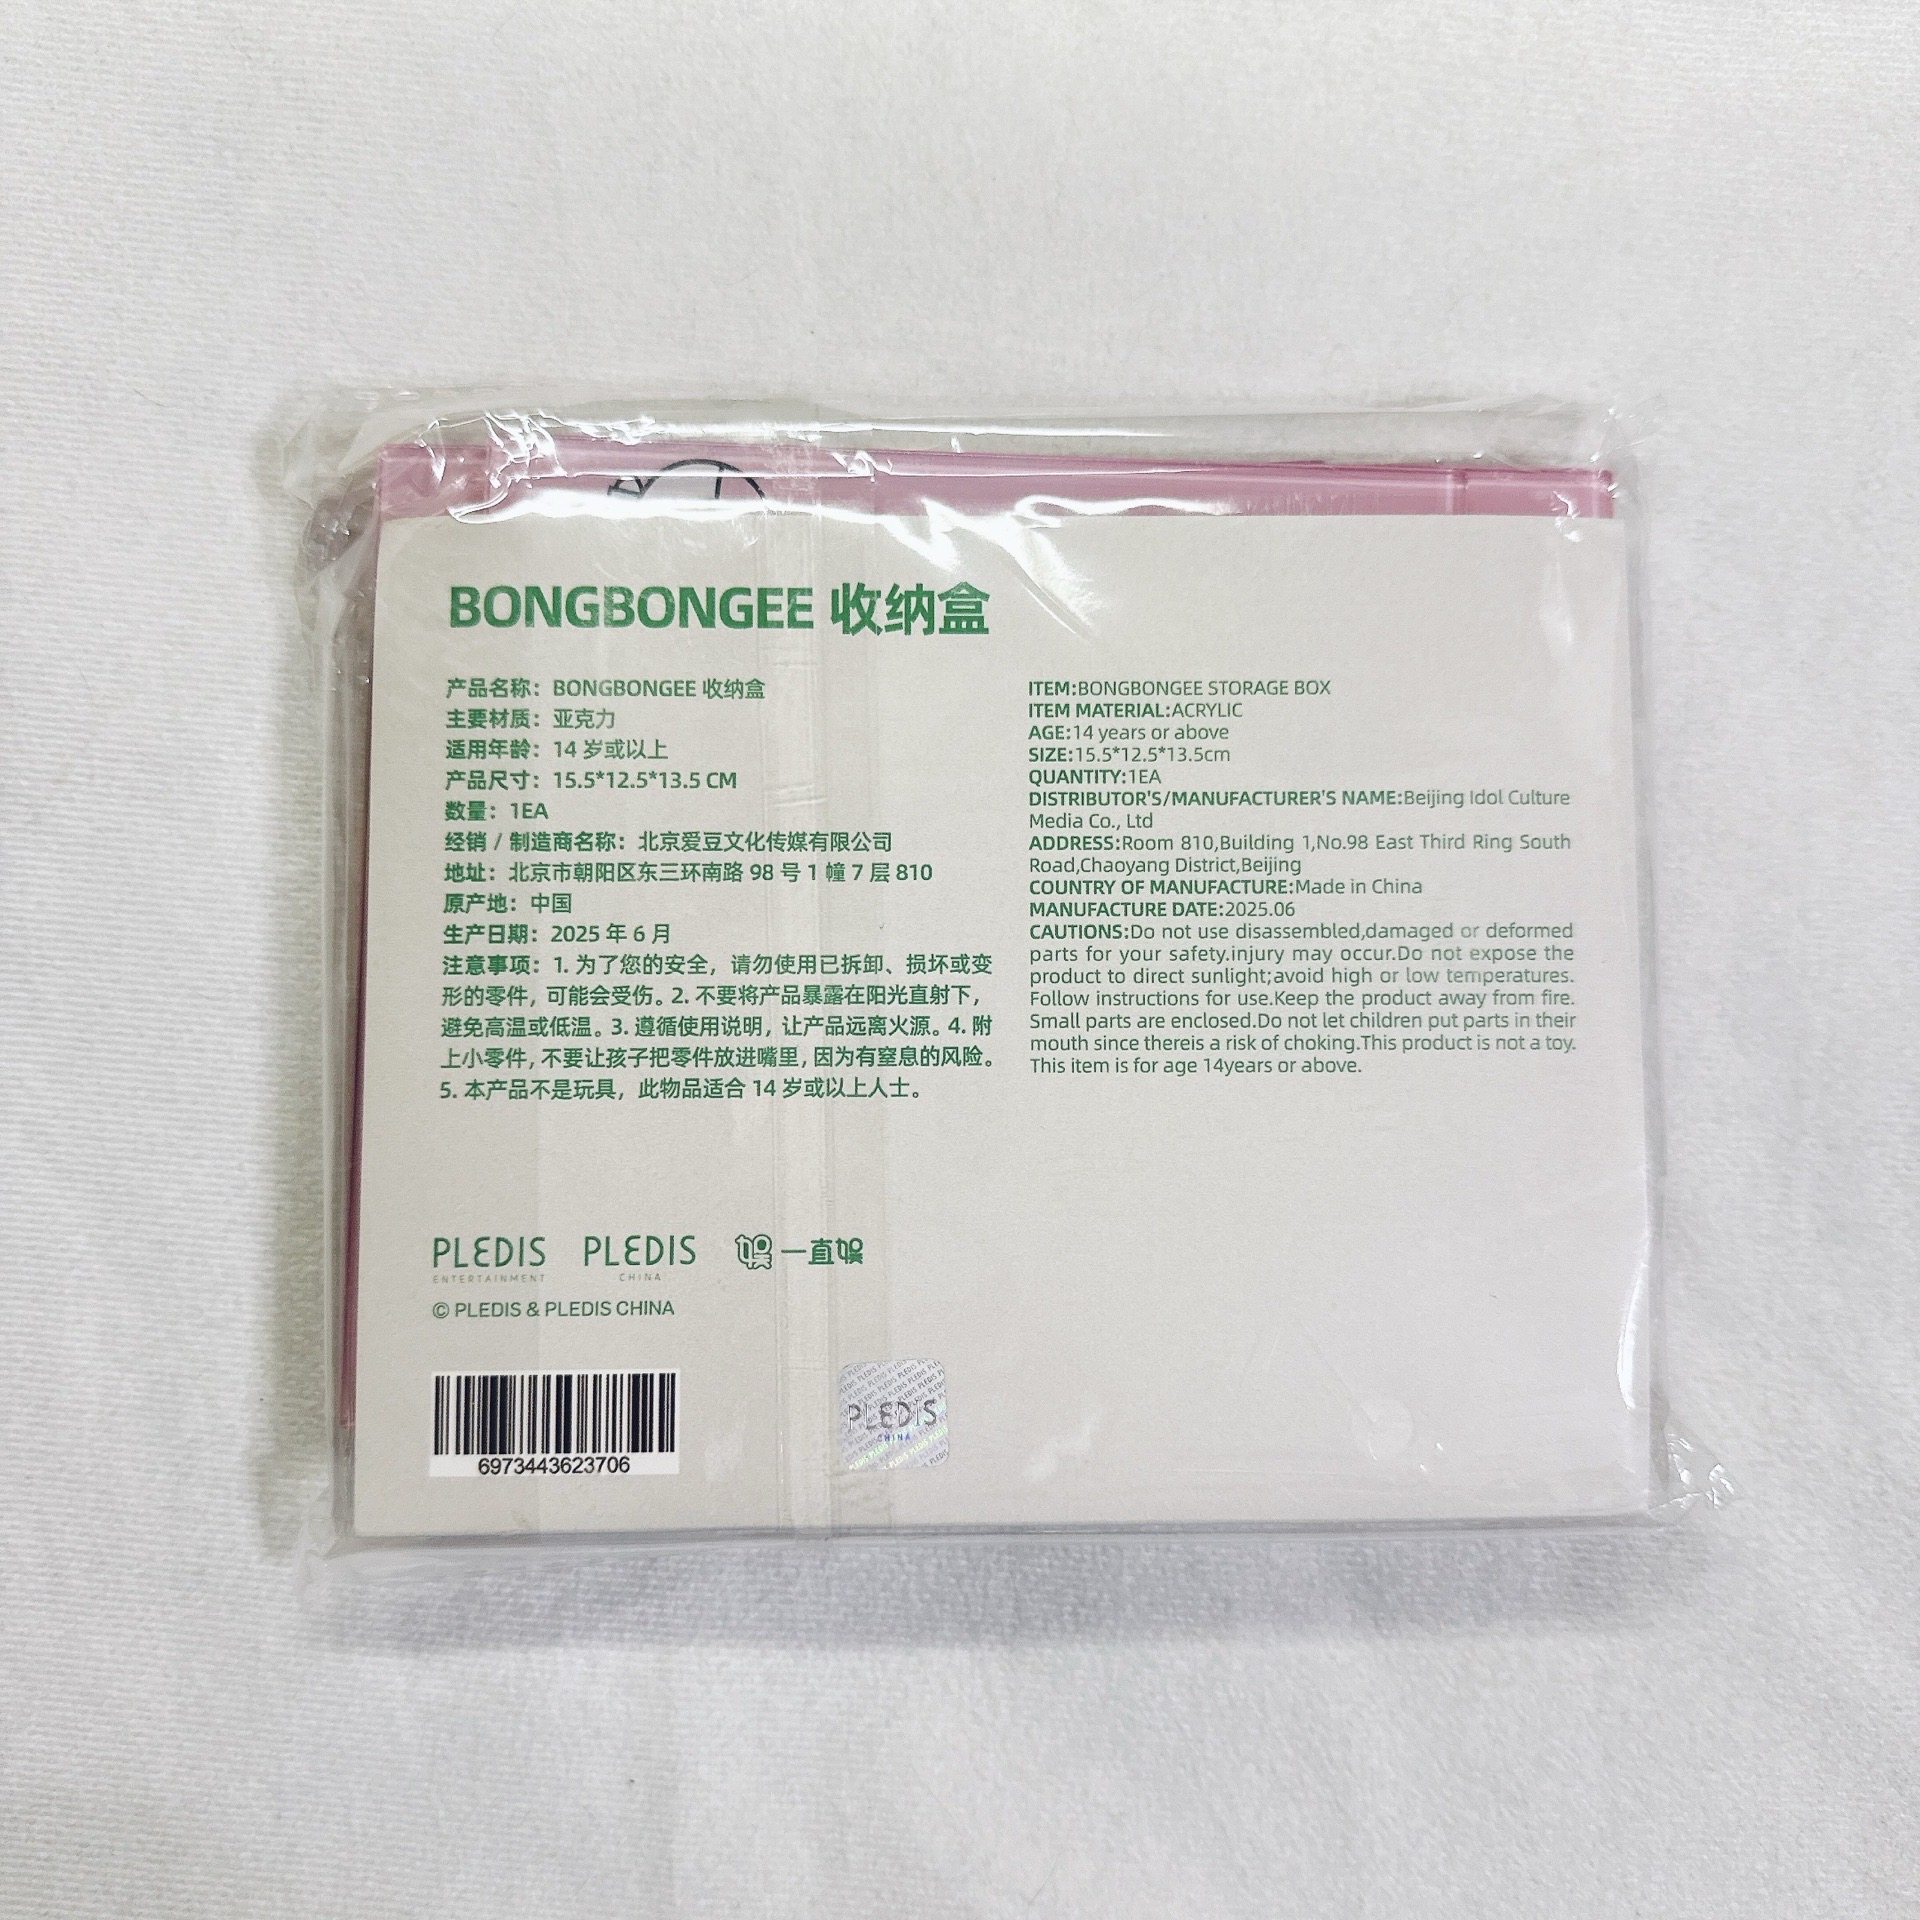 BONGBONGEE 收纳盒
产品名称：BONGBONGEE 收纳盒
主要材质：亚克力
适用年龄：14 岁或以上
产品尺寸：15.5*12.5*13.5 CM
数量：1EA
经销 / 制造商名称：北京爱豆文化传媒有限公司
地址：北京市朝阳区东三环南路 98 号 1 幢 7 层 810
原产地：中国
生产日期：2025 年 6 月
注意事项：1. 为了您的安全，请勿使用已拆卸、损坏或变
形的零件，可能会受伤。2. 不要将产品暴露在阳光直射下，
避免高温或低温。3. 遵循使用说明，让产品远离火源。4. 附
上小零件，不要让孩子把零件放进嘴里，因为有窒息的风险。
5. 本产品不是玩具，此物品适合 14 岁或以上人士。
ITEM:BONGBONGEE STORAGE BOX
ITEM MATERIAL:ACRYLIC
AGE:14 years or above
SIZE:15.5*12.5*13.5cm
QUANTITY:1EA
DISTRIBUTOR'S/MANUFACTURER'S NAME:Beijing Idol Culture
Media Co., Ltd
ADDRESS:Room 810,Building 1,No.98 East Third Ring South
Road,Chaoyang District,Beijing
COUNTRY OF MANUFACTURE:Made in China
MANUFACTURE DATE:2025.06
CAUTIONS:Do not use disassembled,damaged or deformed
parts for your safety.injury may occur.Do not expose the
product to direct sunlight;avoid high or low temperatures.
Follow instructions for use.Keep the product away from fire.
Small parts are enclosed.Do not let children put parts in their
mouth since thereis a risk of choking.This product is not a toy.
This item is for age 14years or above.
PLEDIS
ENTERTAINMENT
PLEDIS
CHINA
娱 一直娱
© PLEDIS & PLEDIS CHINA
6973443623706
PLEDIS
CHINA